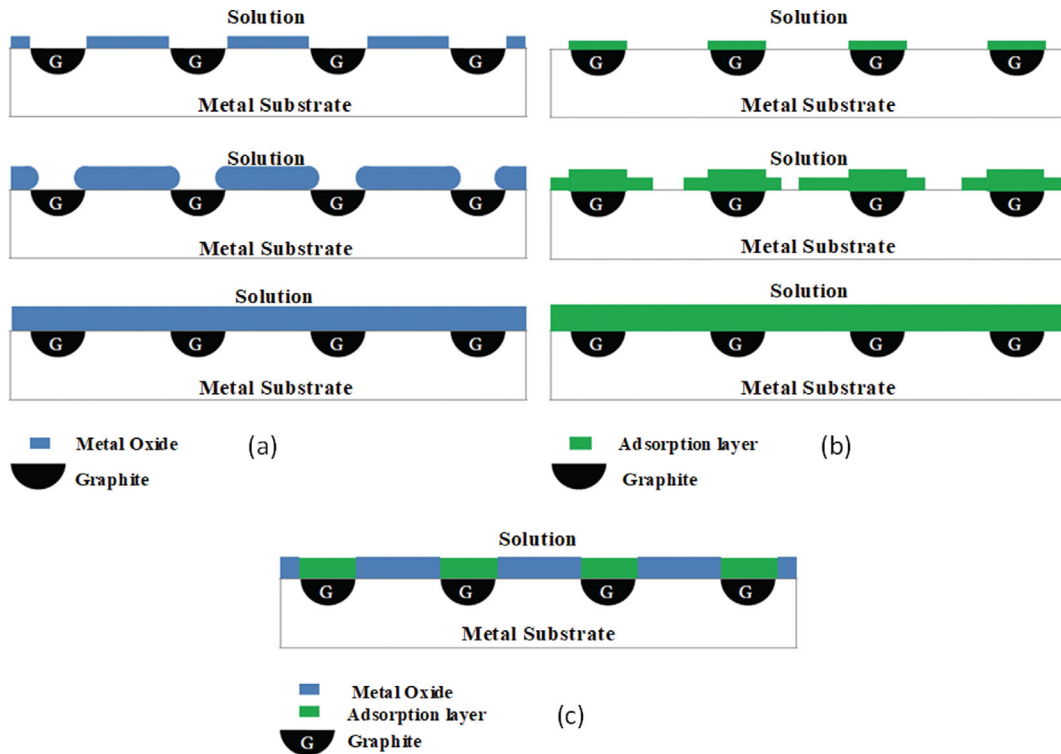 Solution
G G G G
Metal Substrate
Solution
G G G G
Metal Substrate
Solution
G G G G
Metal Substrate
Metal Oxide
(a)
Graphite
Solution
G G G G
Metal Substrate
Solution
G G G G
Metal Substrate
Solution
G G G G
Metal Substrate
Adsorption layer
(b)
Graphite
Solution
G G G G
Metal Substrate
Metal Oxide
Adsorption layer
(c)
G Graphite